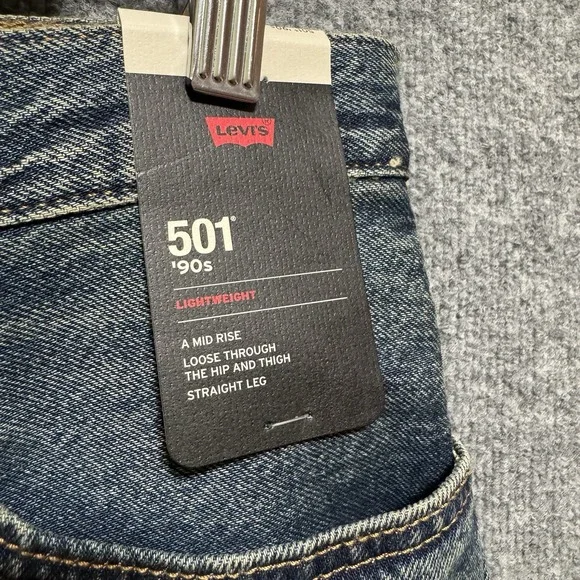 Levi's
501®
'90s
LIGHTWEIGHT
A MID RISE
LOOSE THROUGH
THE HIP AND THIGH
STRAIGHT LEG